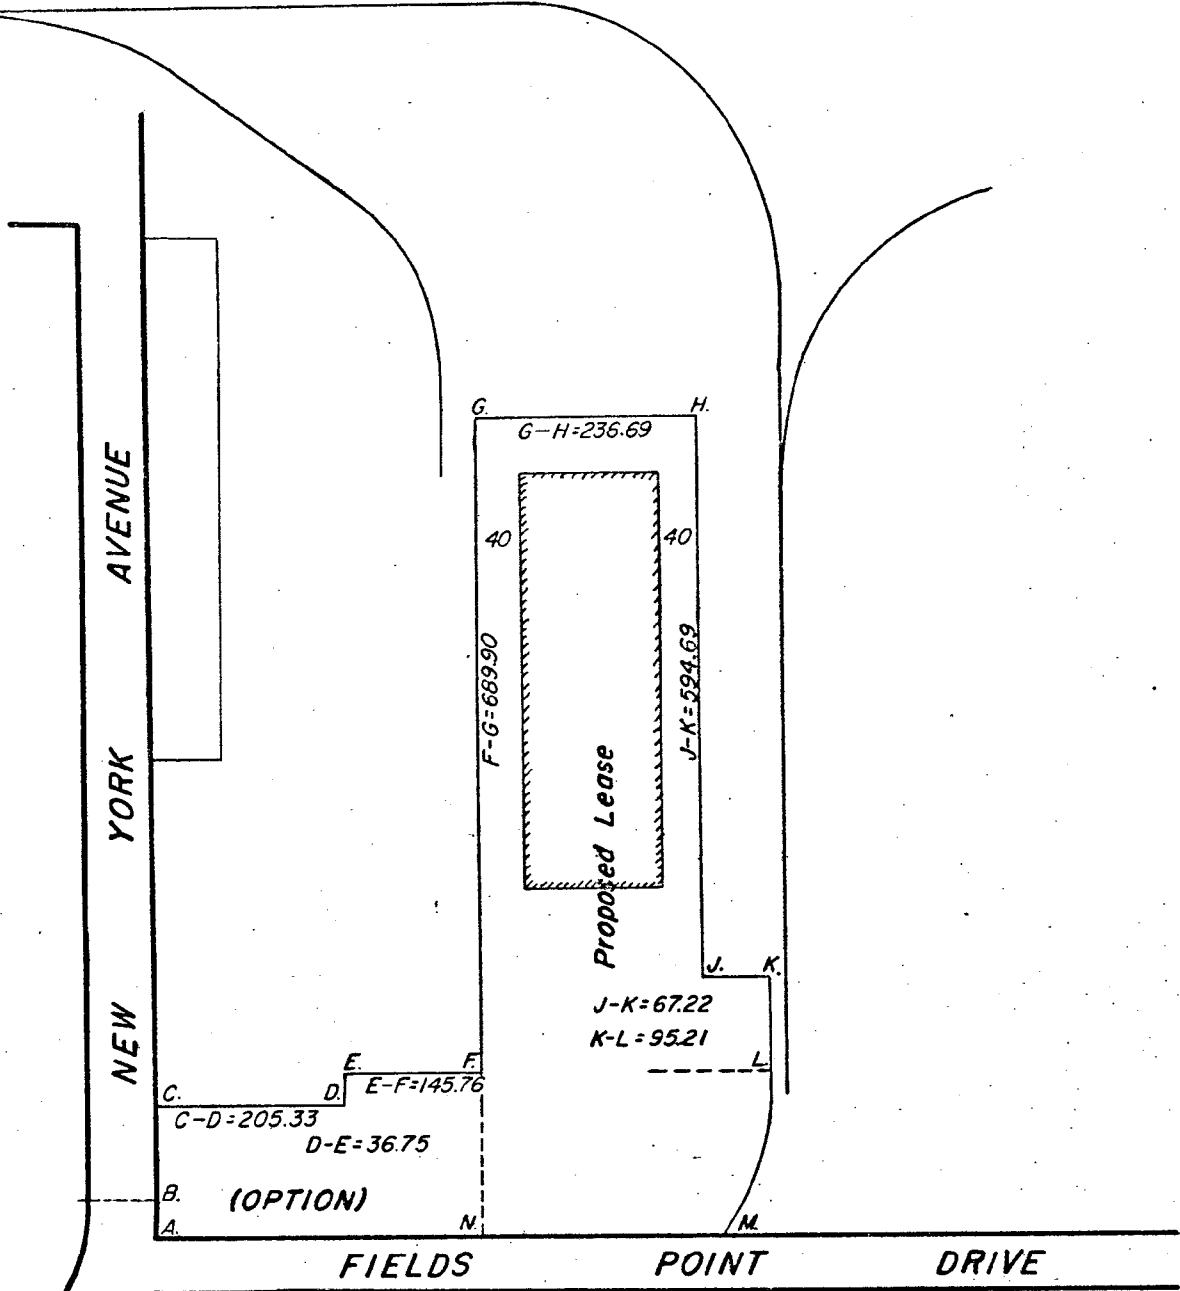 G.
H.
G-H=236.69
40
40
NEW YORK AVENUE
F-G=689.90
J-K=594.69
Proposed Lease
J.
K.
J-K=67.22
K-L=95.21
L.
E.
F.
E-F=145.76
C.
D.
C-D=205.33
D-E=36.75
B.
(OPTION)
A.
N.
M.
FIELDS POINT DRIVE